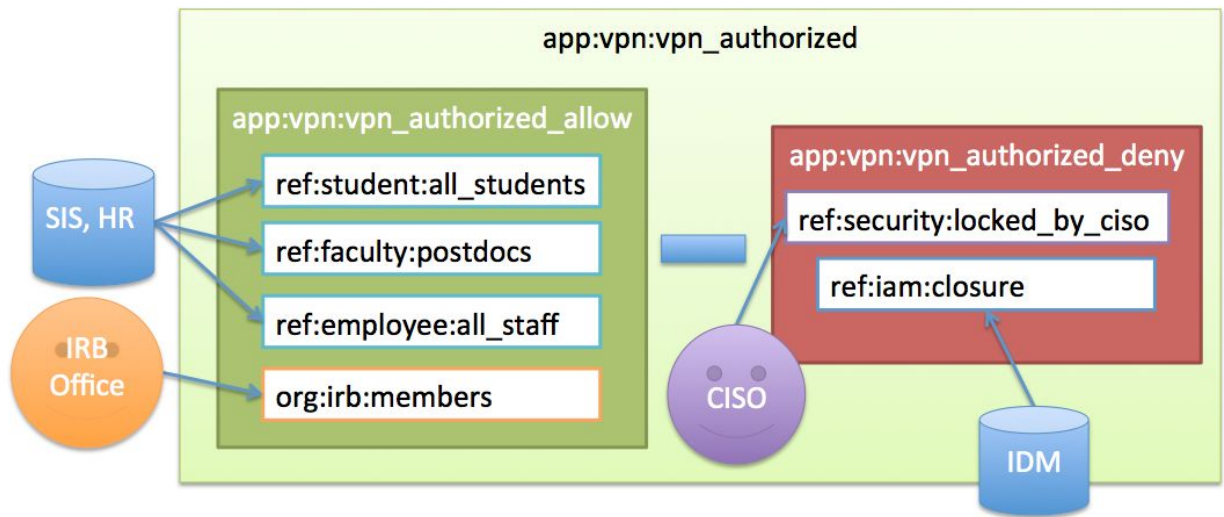 app:vpn:vpn_authorized
app:vpn:vpn_authorized_allow
ref:student:all_students
ref:faculty:postdocs
ref:employee:all_staff
org:irb:members
SIS, HR
IRB
Office
app:vpn:vpn_authorized_deny
ref:security:locked_by_ciso
ref:iam:closure
CISO
IDM